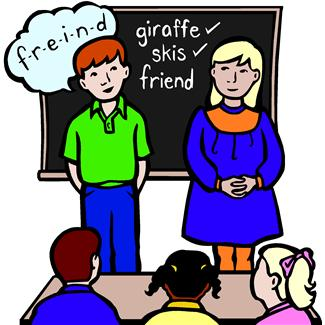 f-r-e-i-n-d
giraffe ✓
skis ✓
friend